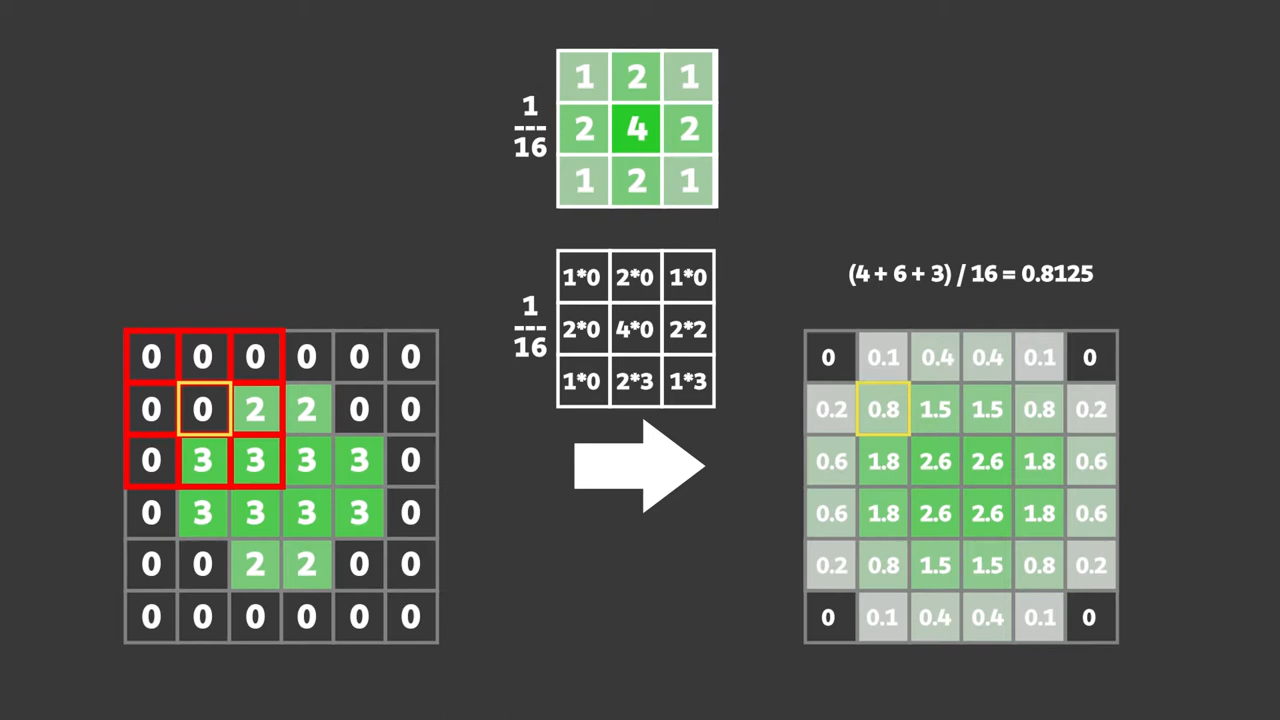 1 2 1
1
---
16
2 4 2
1 2 1
1*0 2*0 1*0
1
---
16
2*0 4*0 2*2
1*0 2*3 1*3
(4 + 6 + 3) / 16 = 0.8125
0 0 0 0 0 0
0 0 2 2 0 0
0 3 3 3 3 0
0 3 3 3 3 0
0 0 2 2 0 0
0 0 0 0 0 0
0 0.1 0.4 0.4 0.1 0
0.2 0.8 1.5 1.5 0.8 0.2
0.6 1.8 2.6 2.6 1.8 0.6
0.6 1.8 2.6 2.6 1.8 0.6
0.2 0.8 1.5 1.5 0.8 0.2
0 0.1 0.4 0.4 0.1 0